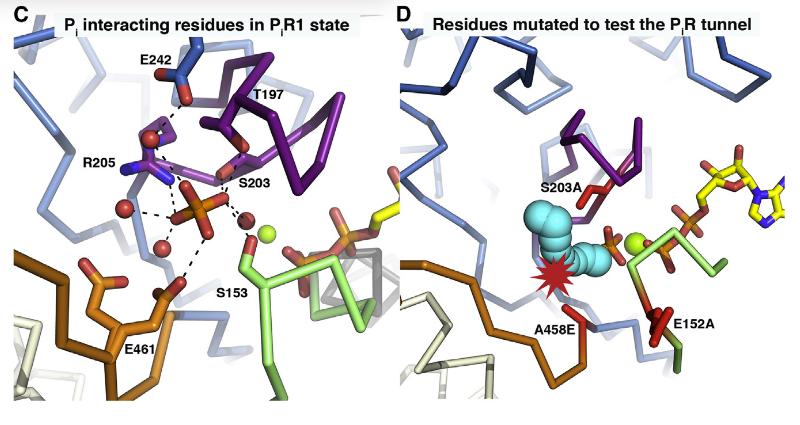 C
P_i interacting residues in P_iR1 state
E242
T197
R205
S203
S153
E461
D
Residues mutated to test the P_iR tunnel
S203A
A458E
E152A